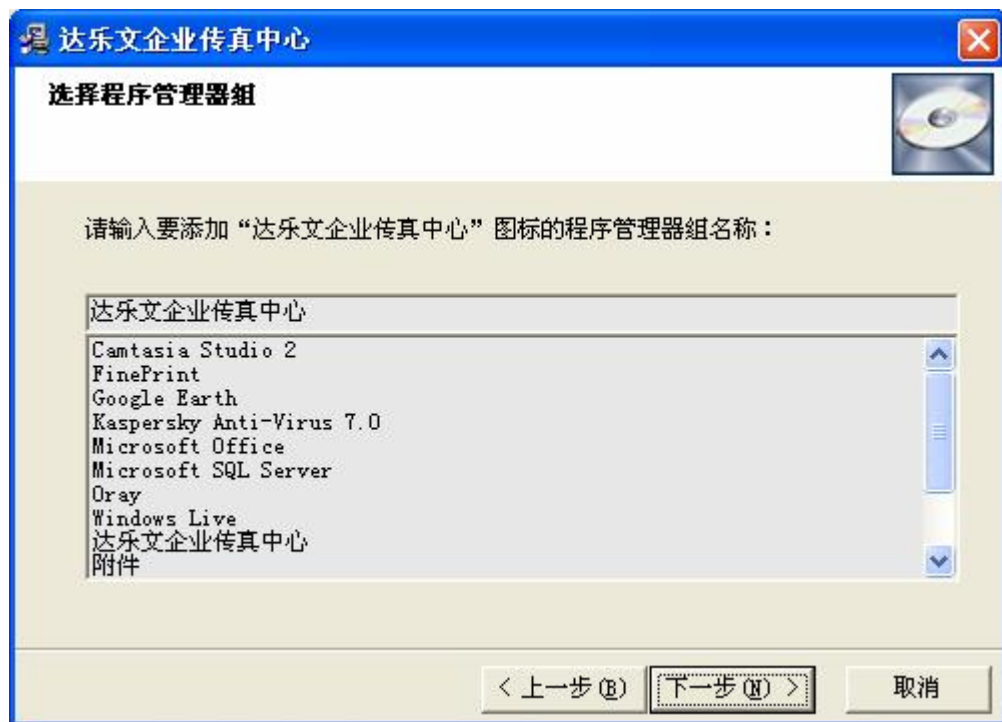 达乐文企业传真中心
选择程序管理器组
请输入要添加“达乐文企业传真中心”图标的程序管理器组名称：
达乐文企业传真中心
Camtasia Studio 2
FinePrint
Google Earth
Kaspersky Anti-Virus 7.0
Microsoft Office
Microsoft SQL Server
Oray
Windows Live
达乐文企业传真中心
附件
< 上一步(B) 下一步(N) > 取消